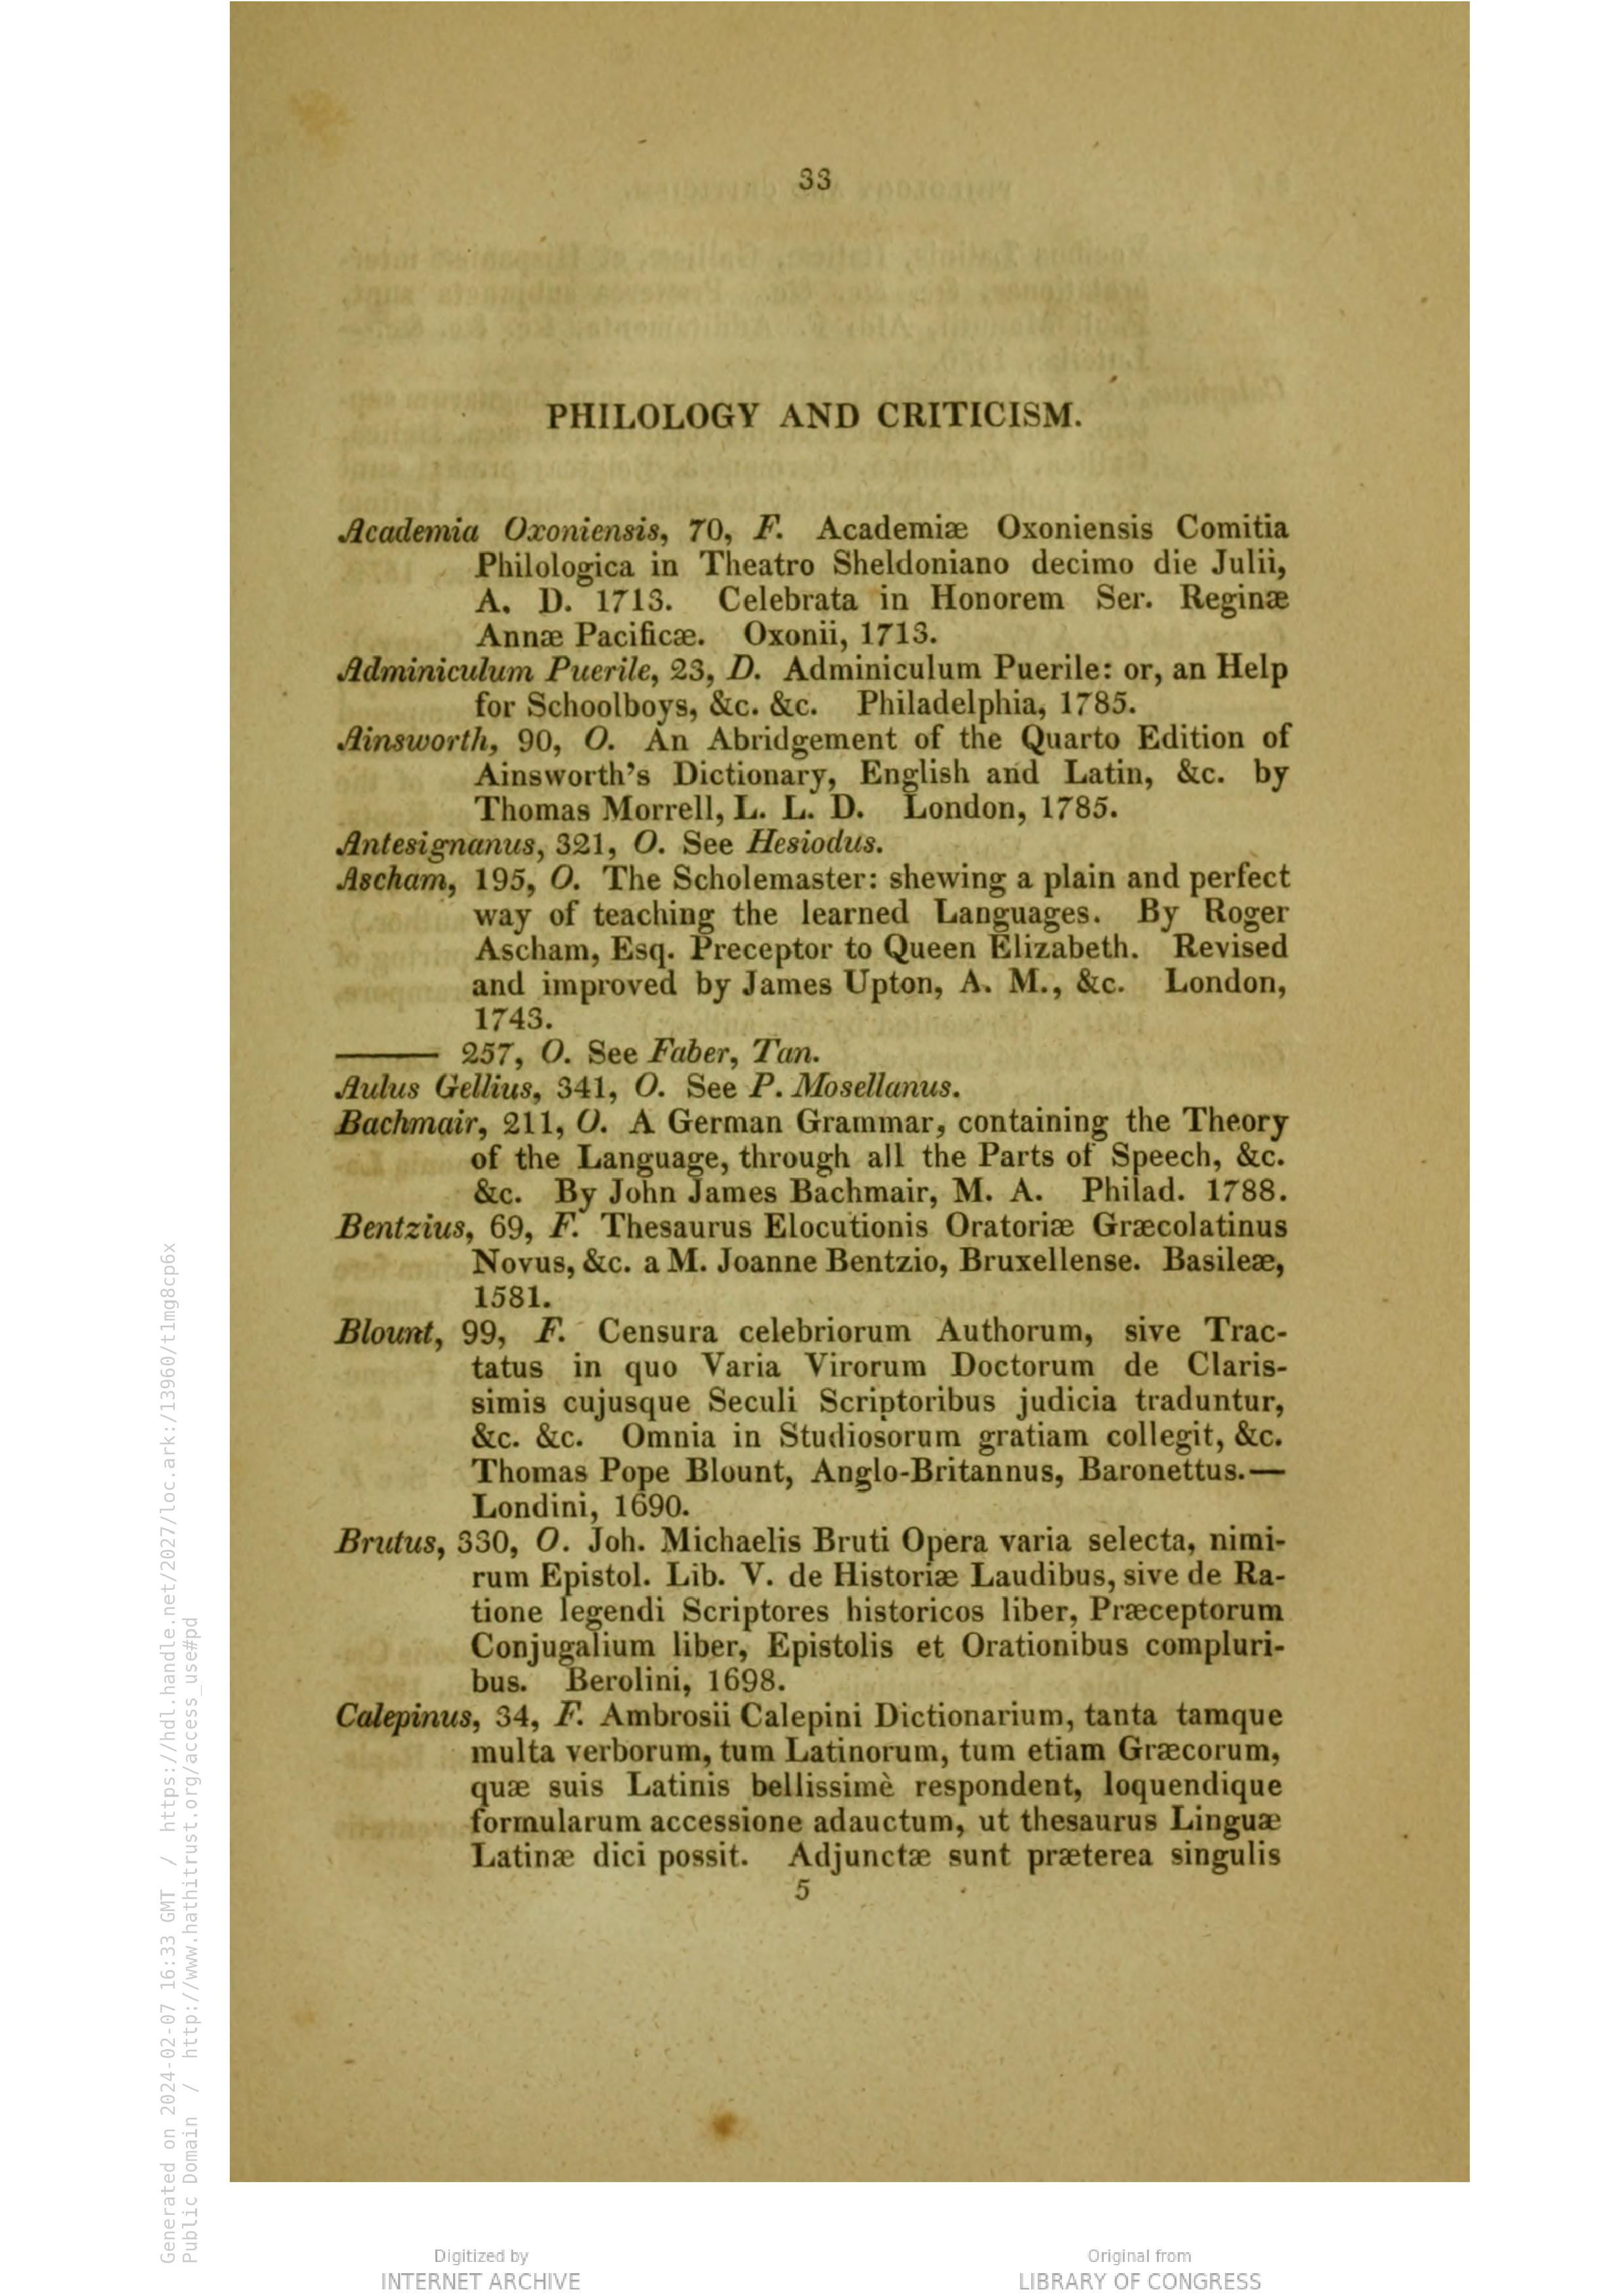 33
PHILOLOGY AND CRITICISM.
Academia Oxoniensis, 70, F. Academiæ Oxoniensis Comitia
Philologica in Theatro Sheldoniano decimo die Julii,
A. D. 1713. Celebrata in Honorem Ser. Reginæ
Annæ Pacificæ. Oxonii, 1713.
Adminiculum Puerile, 23, D. Adminiculum Puerile: or, an Help
for Schoolboys, &c. &c. Philadelphia, 1785.
Ainsworth, 90, O. An Abridgement of the Quarto Edition of
Ainsworth's Dictionary, English and Latin, &c. by
Thomas Morrell, L. L. D. London, 1785.
Antesignanus, 321, O. See Hesiodus.
Ascham, 195, O. The Scholemaster: shewing a plain and perfect
way of teaching the learned Languages. By Roger
Ascham, Esq. Preceptor to Queen Elizabeth. Revised
and improved by James Upton, A. M., &c. London,
1743.
——— 257, O. See Faber, Tan.
Aulus Gellius, 341, O. See P. Mosellanus.
Bachmair, 211, O. A German Grammar, containing the Theory
of the Language, through all the Parts of Speech, &c.
&c. By John James Bachmair, M. A. Philad. 1788.
Bentzius, 69, F. Thesaurus Elocutionis Oratoriæ Græcolatinus
Novus, &c. a M. Joanne Bentzio, Bruxellense. Basileæ,
1581.
Blount, 99, F. Censura celebriorum Authorum, sive Trac-
tatus in quo Varia Virorum Doctorum de Claris-
simis cujusque Seculi Scriptoribus judicia traduntur,
&c. &c. Omnia in Studiosorum gratiam collegit, &c.
Thomas Pope Blount, Anglo-Britannus, Baronettus.—
Londini, 1690.
Brutus, 330, O. Joh. Michaelis Bruti Opera varia selecta, nimi-
rum Epistol. Lib. V. de Historiæ Laudibus, sive de Ra-
tione legendi Scriptores historicos liber, Præceptorum
Conjugalium liber, Epistolis et Orationibus compluri-
bus. Berolini, 1698.
Calepinus, 34, F. Ambrosii Calepini Dictionarium, tanta tamque
multa verborum, tum Latinorum, tum etiam Græcorum,
quæ suis Latinis bellissimè respondent, loquendique
formularum accessione adauctum, ut thesaurus Linguæ
Latinæ dici possit. Adjunctæ sunt præterea singulis
5
Generated on 2024-02-07 16:33 GMT / https://hdl.handle.net/2027/loc.ark:/13960/t1mg8cp6x
Public Domain / http://www.hathitrust.org/access_use#pd
Digitized by
INTERNET ARCHIVE
Original from
LIBRARY OF CONGRESS